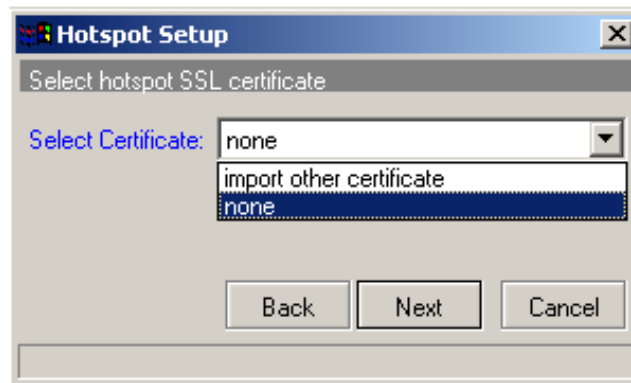 Hotspot Setup
Select hotspot SSL certificate
Select Certificate: none
import other certificate
none
Back Next Cancel